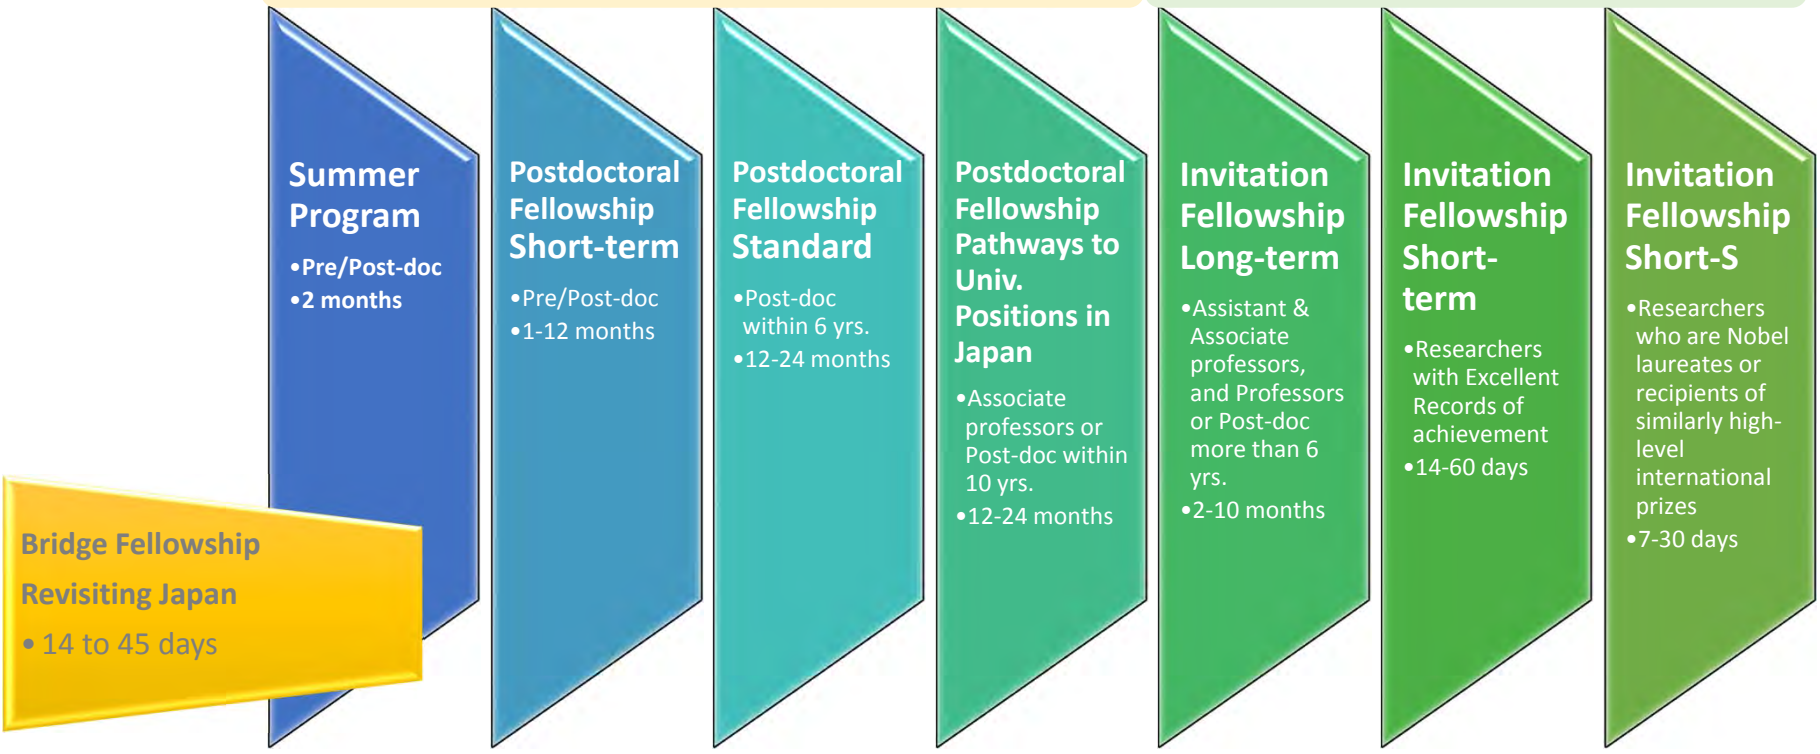 Summer
Program
•Pre/Post-doc
•2 months
Postdoctoral
Fellowship
Short-term
•Pre/Post-doc
•1-12 months
Postdoctoral
Fellowship
Standard
•Post-doc
within 6 yrs.
•12-24 months
Postdoctoral
Fellowship
Pathways to
Univ.
Positions in
Japan
•Associate
professors or
Post-doc within
10 yrs.
•12-24 months
Invitation
Fellowship
Long-term
•Assistant &
Associate
professors,
and Professors
or Post-doc
more than 6
yrs.
•2-10 months
Invitation
Fellowship
Short-
term
•Researchers
with Excellent
Records of
achievement
•14-60 days
Invitation
Fellowship
Short-S
•Researchers
who are Nobel
laureates or
recipients of
similarly high-
level
international
prizes
•7-30 days
Bridge Fellowship
Revisiting Japan
• 14 to 45 days